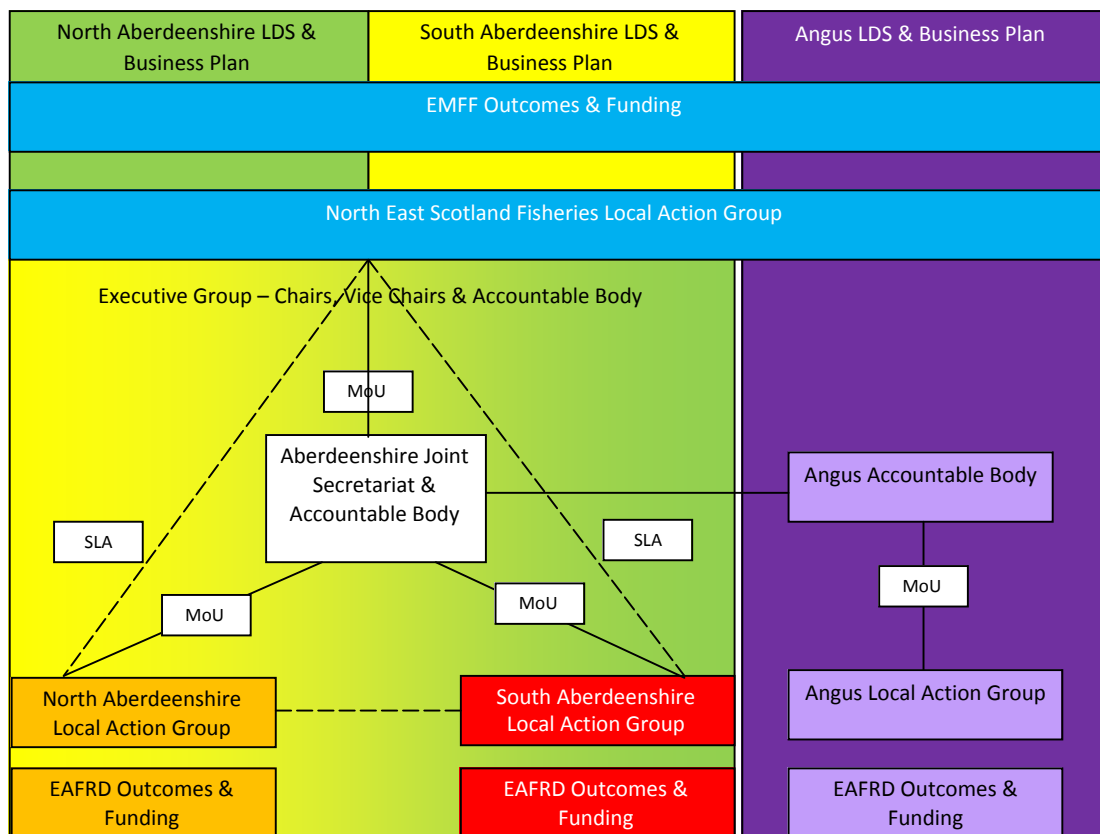 North Aberdeenshire LDS &
Business Plan
South Aberdeenshire LDS &
Business Plan
Angus LDS & Business Plan
EMFF Outcomes & Funding
North East Scotland Fisheries Local Action Group
Executive Group – Chairs, Vice Chairs & Accountable Body
MoU
Aberdeenshire Joint
Secretariat &
Accountable Body
Angus Accountable Body
SLA
SLA
MoU
MoU
MoU
North Aberdeenshire
Local Action Group
South Aberdeenshire
Local Action Group
Angus Local Action Group
EAFRD Outcomes &
Funding
EAFRD Outcomes &
Funding
EAFRD Outcomes &
Funding